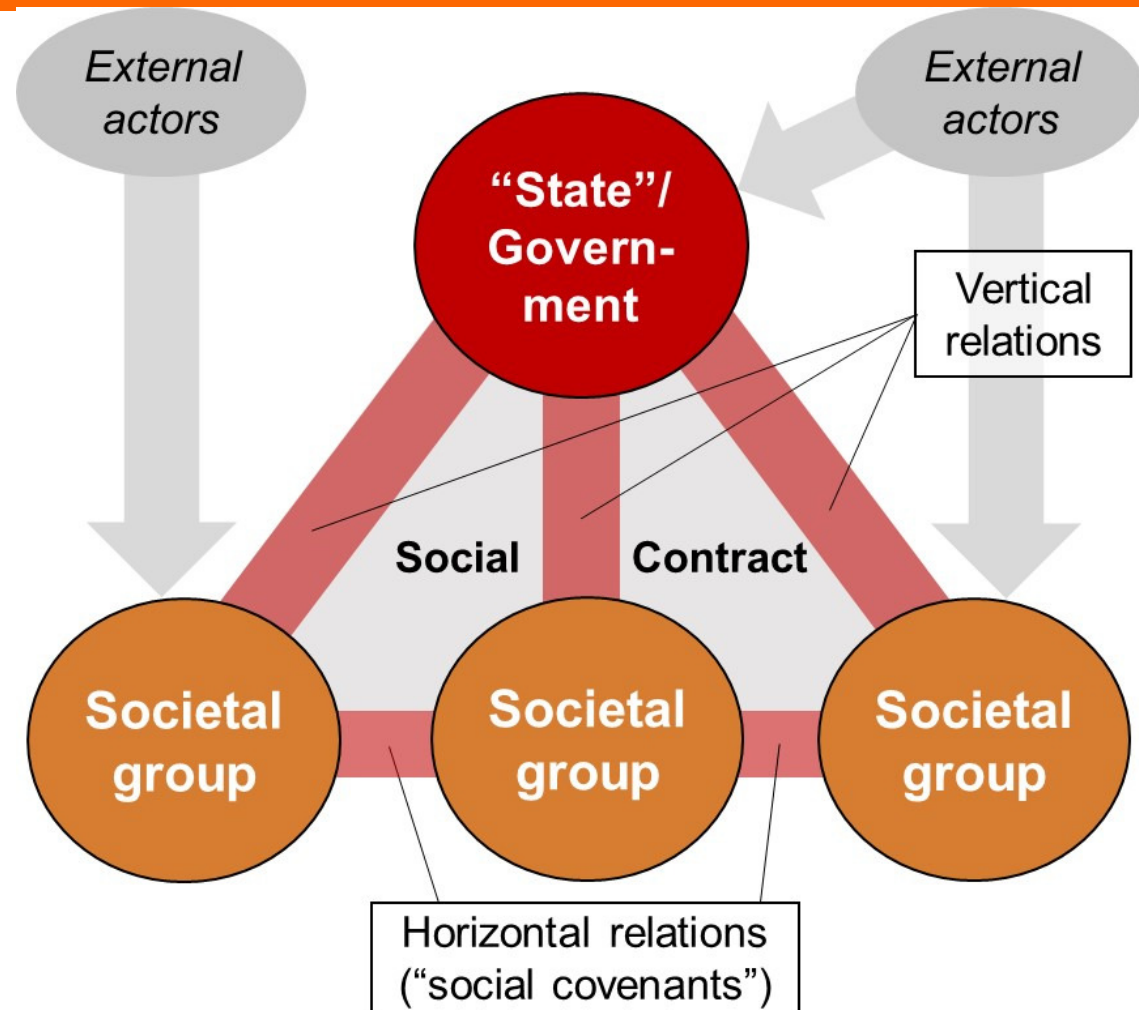 External
actors
External
actors
“State”/
Govern-
ment
Vertical
relations
Social Contract
Societal
group
Societal
group
Societal
group
Horizontal relations
(“social covenants”)